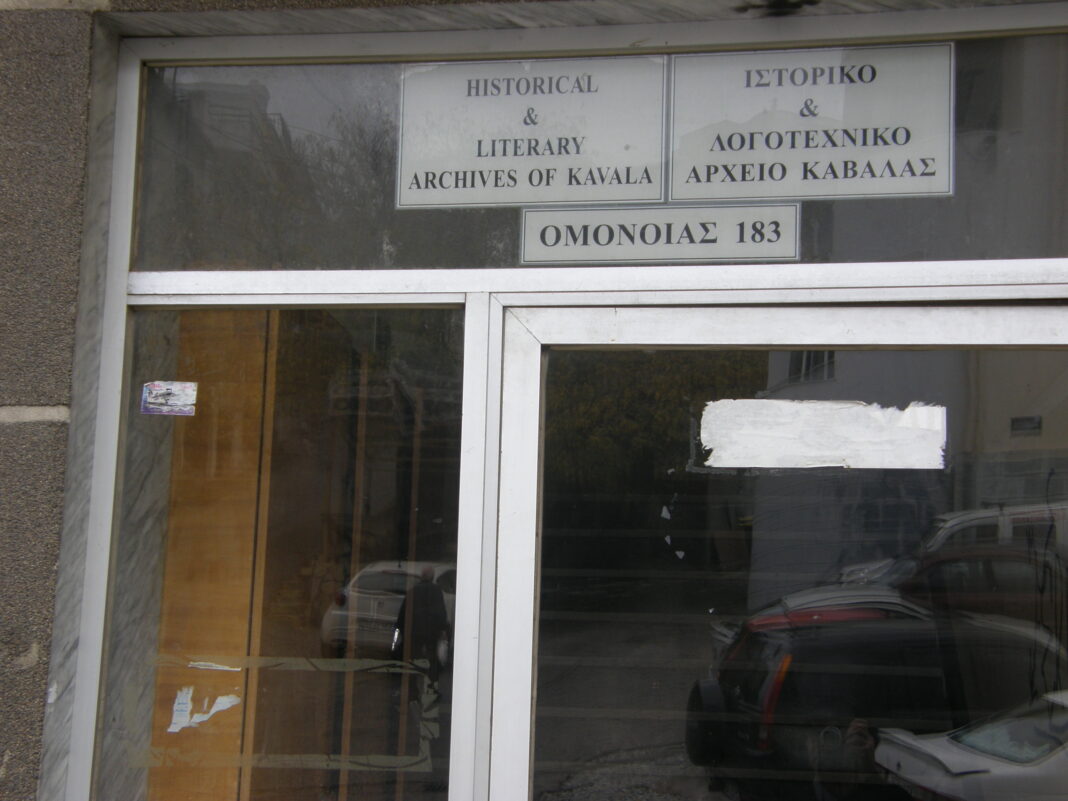 HISTORICAL
&
LITERARY
ARCHIVES OF KAVALA
ΙΣΤΟΡΙΚΟ
&
ΛΟΓΟΤΕΧΝΙΚΟ
ΑΡΧΕΙΟ ΚΑΒΑΛΑΣ
ΟΜΟΝΟΙΑΣ 183